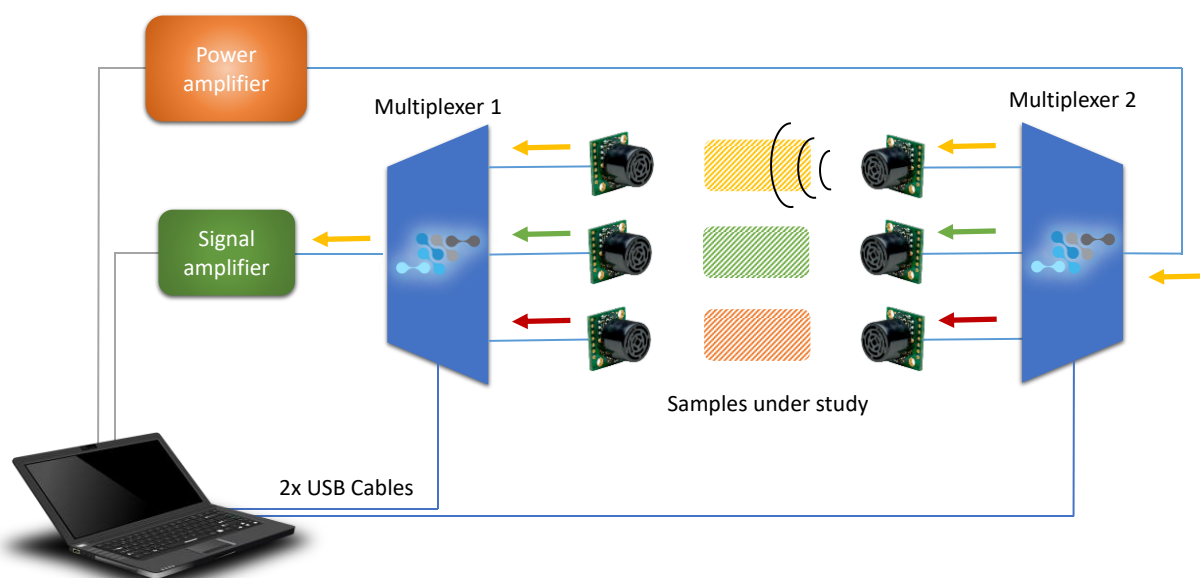 Power
amplifier
Multiplexer 1
Multiplexer 2
Signal
amplifier
Samples under study
2x USB Cables